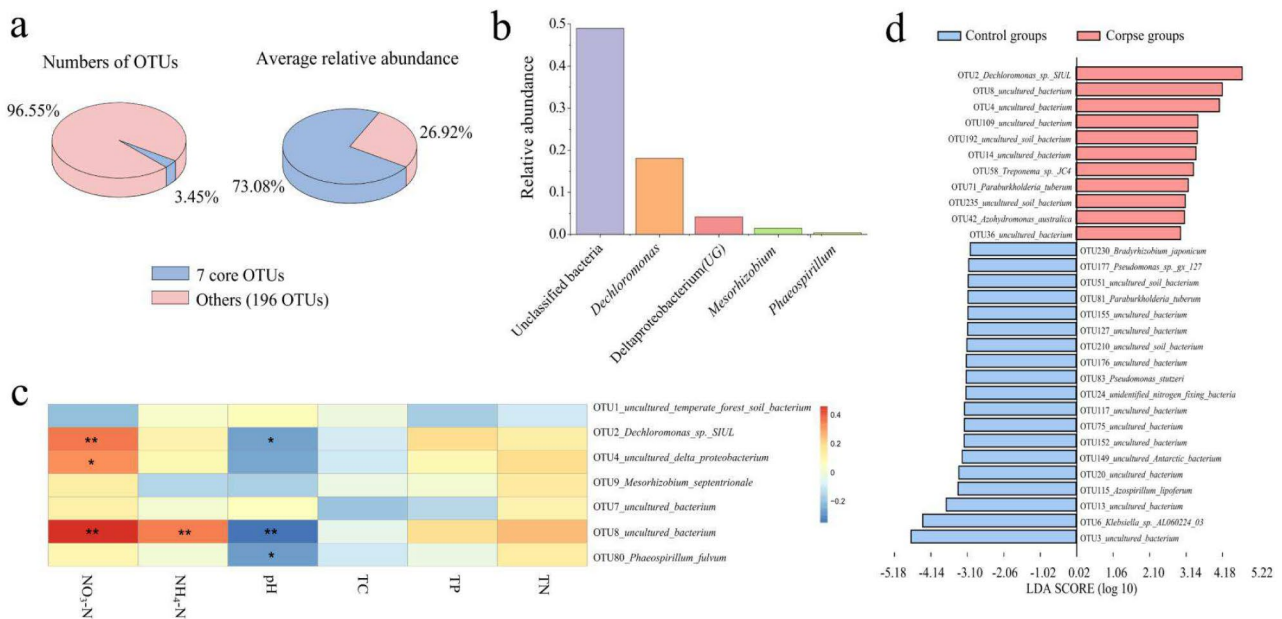 a
Numbers of OTUs
Average relative abundance
96.55%
3.45%
26.92%
73.08%
7 core OTUs
Others (196 OTUs)
b
Relative abundance
0.5
0.4
0.3
0.2
0.1
0.0
Unclassified bacteria
Dechloromonas
Deltaproteobacterium(UG)
Mesorhizobium
Phaeospirillum
c
OTU1_uncultured_temperate_forest_soil_bacterium
** * OTU2_Dechloromonas_sp._SIUL
* OTU4_uncultured_delta_proteobacterium
OTU9_Mesorhizobium_septentrionale
OTU7_uncultured_bacterium
** ** ** OTU8_uncultured_bacterium
* OTU80_Phaeospirillum_fulvum
NO₃-N
NH₄-N
pH
TC
TP
TN
0.4
0.2
0
−0.2
d
Control groups
Corpse groups
OTU2_Dechloromonas_sp._SIUL
OTU8_uncultured_bacterium
OTU4_uncultured_bacterium
OTU109_uncultured_bacterium
OTU192_uncultured_soil_bacterium
OTU14_uncultured_bacterium
OTU58_Treponema_sp._JC4
OTU71_Paraburkholderia_tuberum
OTU235_uncultured_soil_bacterium
OTU42_Azohydromonas_australica
OTU36_uncultured_bacterium
OTU230_Bradyrhizobium_japonicum
OTU177_Pseudomonas_sp._gx_127
OTU51_uncultured_soil_bacterium
OTU81_Paraburkholderia_tuberum
OTU155_uncultured_bacterium
OTU127_uncultured_bacterium
OTU210_uncultured_soil_bacterium
OTU176_uncultured_bacterium
OTU83_Pseudomonas_stutzeri
OTU24_unidentified_nitrogen_fixing_bacteria
OTU117_uncultured_bacterium
OTU75_uncultured_bacterium
OTU152_uncultured_bacterium
OTU149_uncultured_Antarctic_bacterium
OTU20_uncultured_bacterium
OTU115_Azospirillum_lipoferum
OTU13_uncultured_bacterium
OTU6_Klebsiella_sp._AL060224_03
OTU3_uncultured_bacterium
-5.18 -4.14 -3.10 -2.06 -1.02 0.02 1.06 2.10 3.14 4.18 5.22
LDA SCORE (log 10)